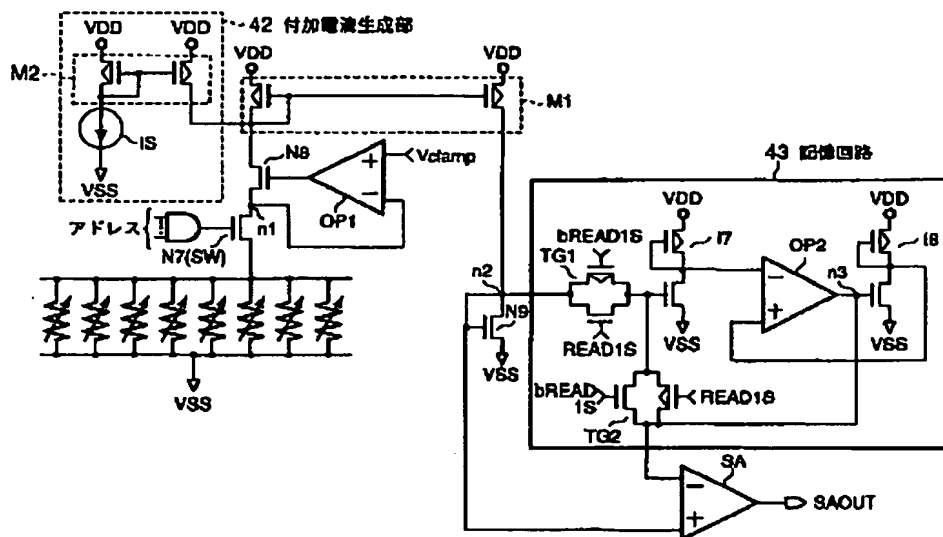 42 付加電流生成部
VDD VDD
M2
IS
VSS
VDD
VDD
M1
N8
Vclamp
+
−
OP1
n1
アドレス
N7(SW)
VSS
n2
N9
VSS
43 記憶回路
bREAD1S
TG1
READ1S
VDD
I7
VSS
OP2
−
+
n3
VDD
I8
VSS
bREAD
1S
READ1S
TG2
SA
−
+
SAOUT